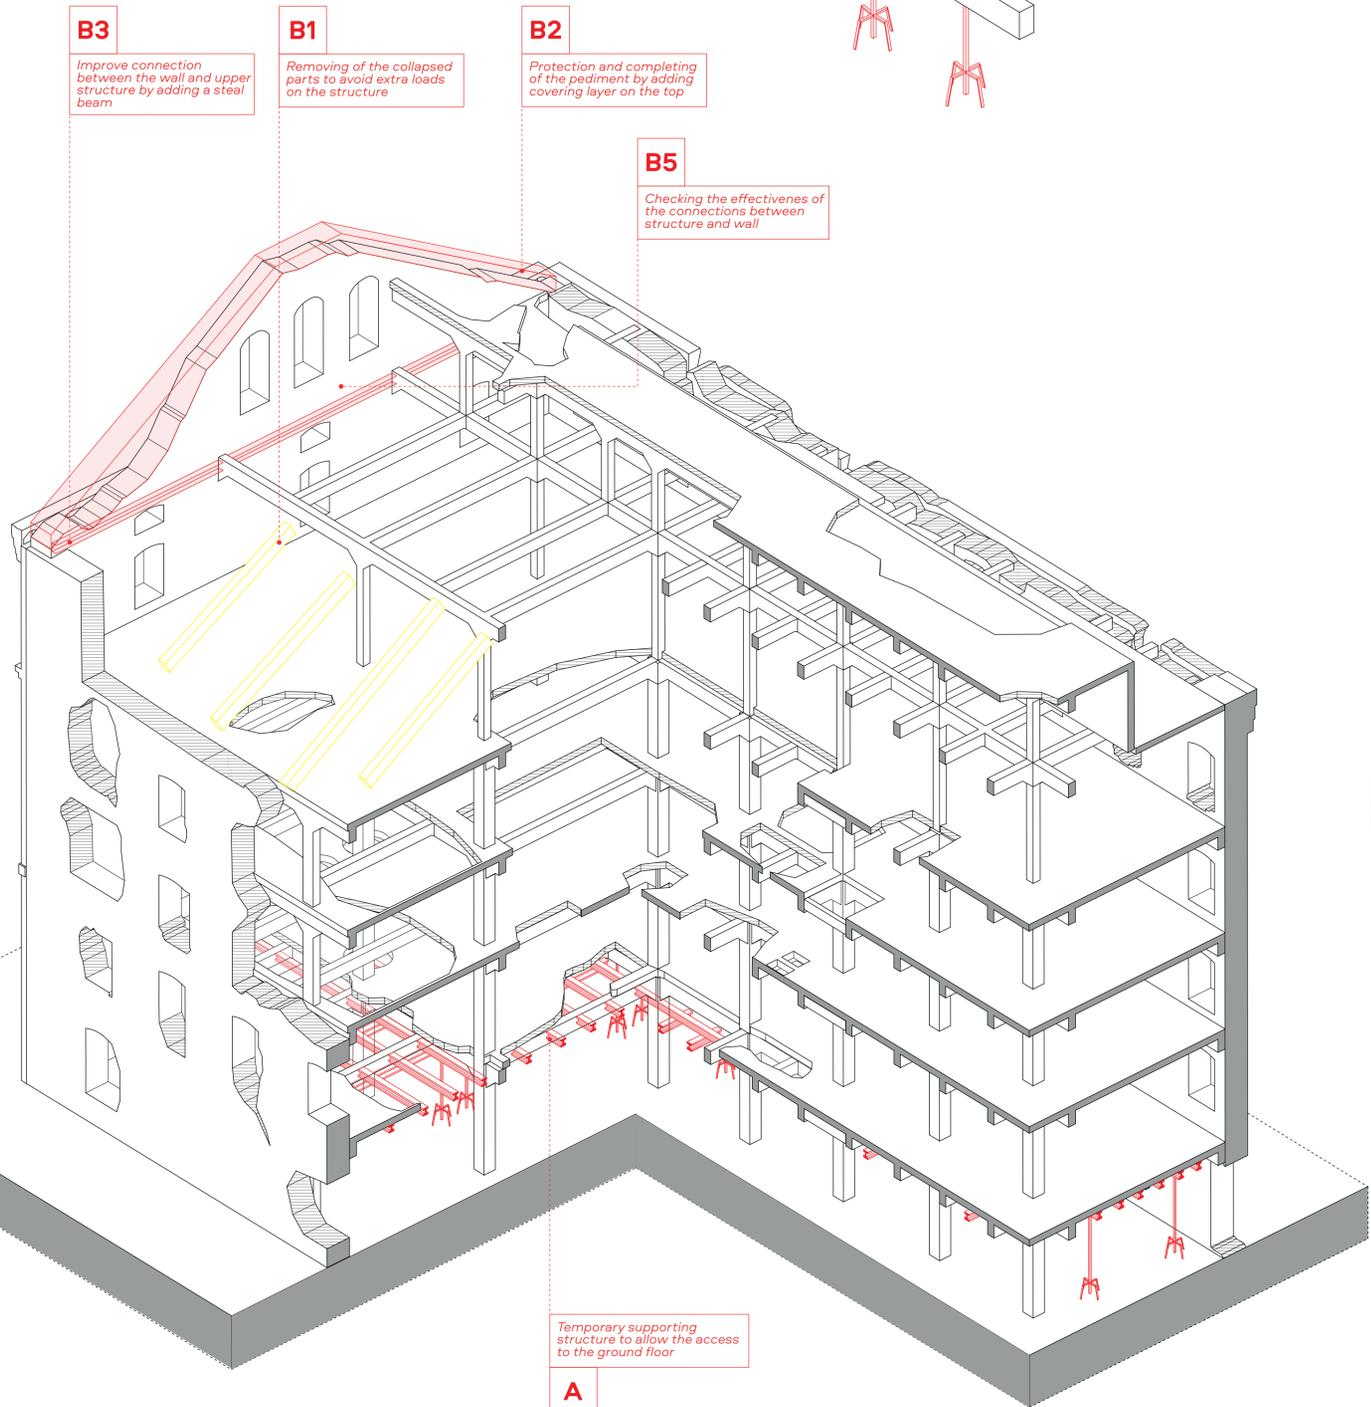 B3
Improve connection
between the wall and upper
structure by adding a steal
beam
B1
Removing of the collapsed
parts to avoid extra loads
on the structure
B2
Protection and completing
of the pediment by adding
covering layer on the top
B5
Checking the effectivenes of
the connections between
structure and wall
Temporary supporting
structure to allow the access
to the ground floor
A